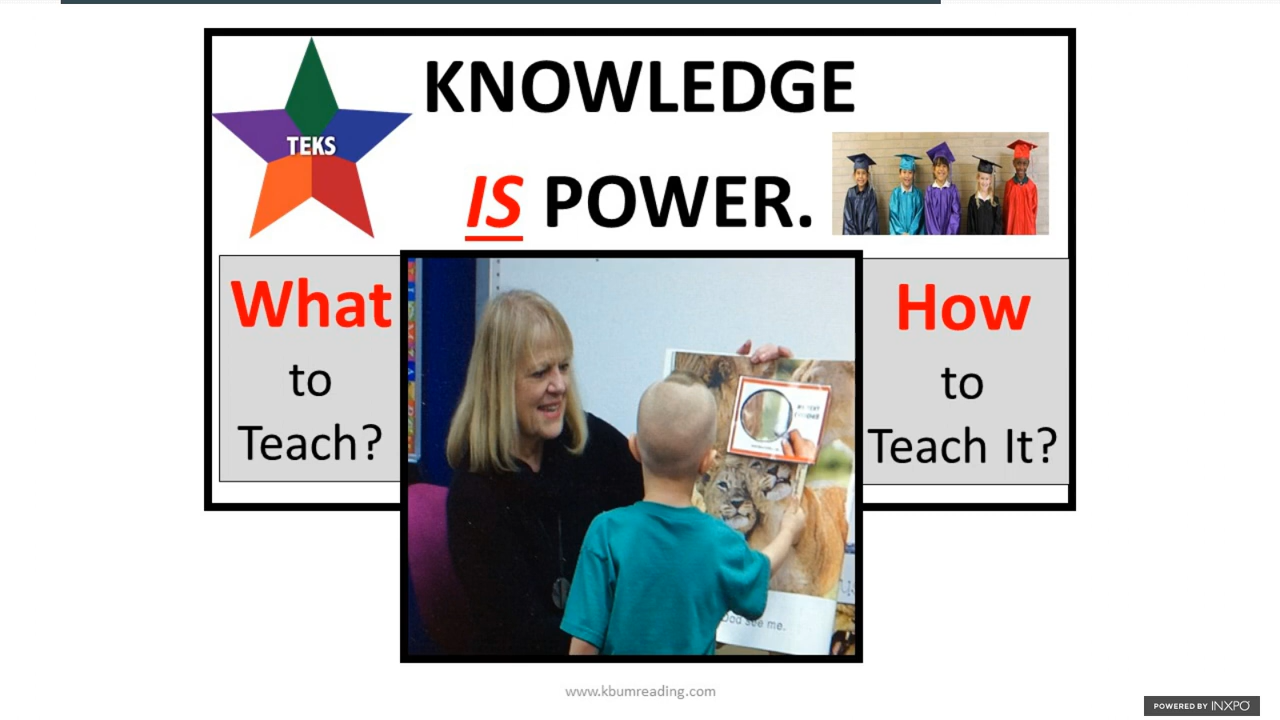 KNOWLEDGE
TEKS
IS POWER.
What
to
Teach?
How
to
Teach It?
see me.
www.kbumreading.com
POWERED BY INXPO